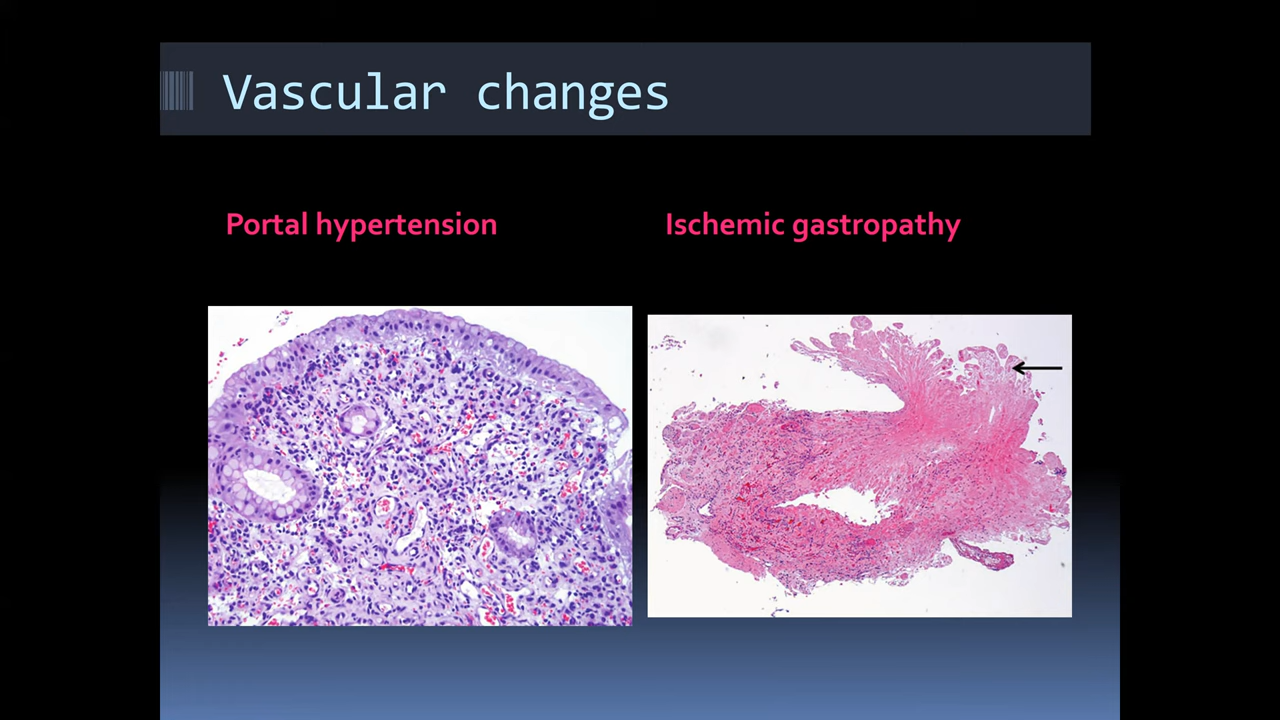 Vascular changes
Portal hypertension
Ischemic gastropathy